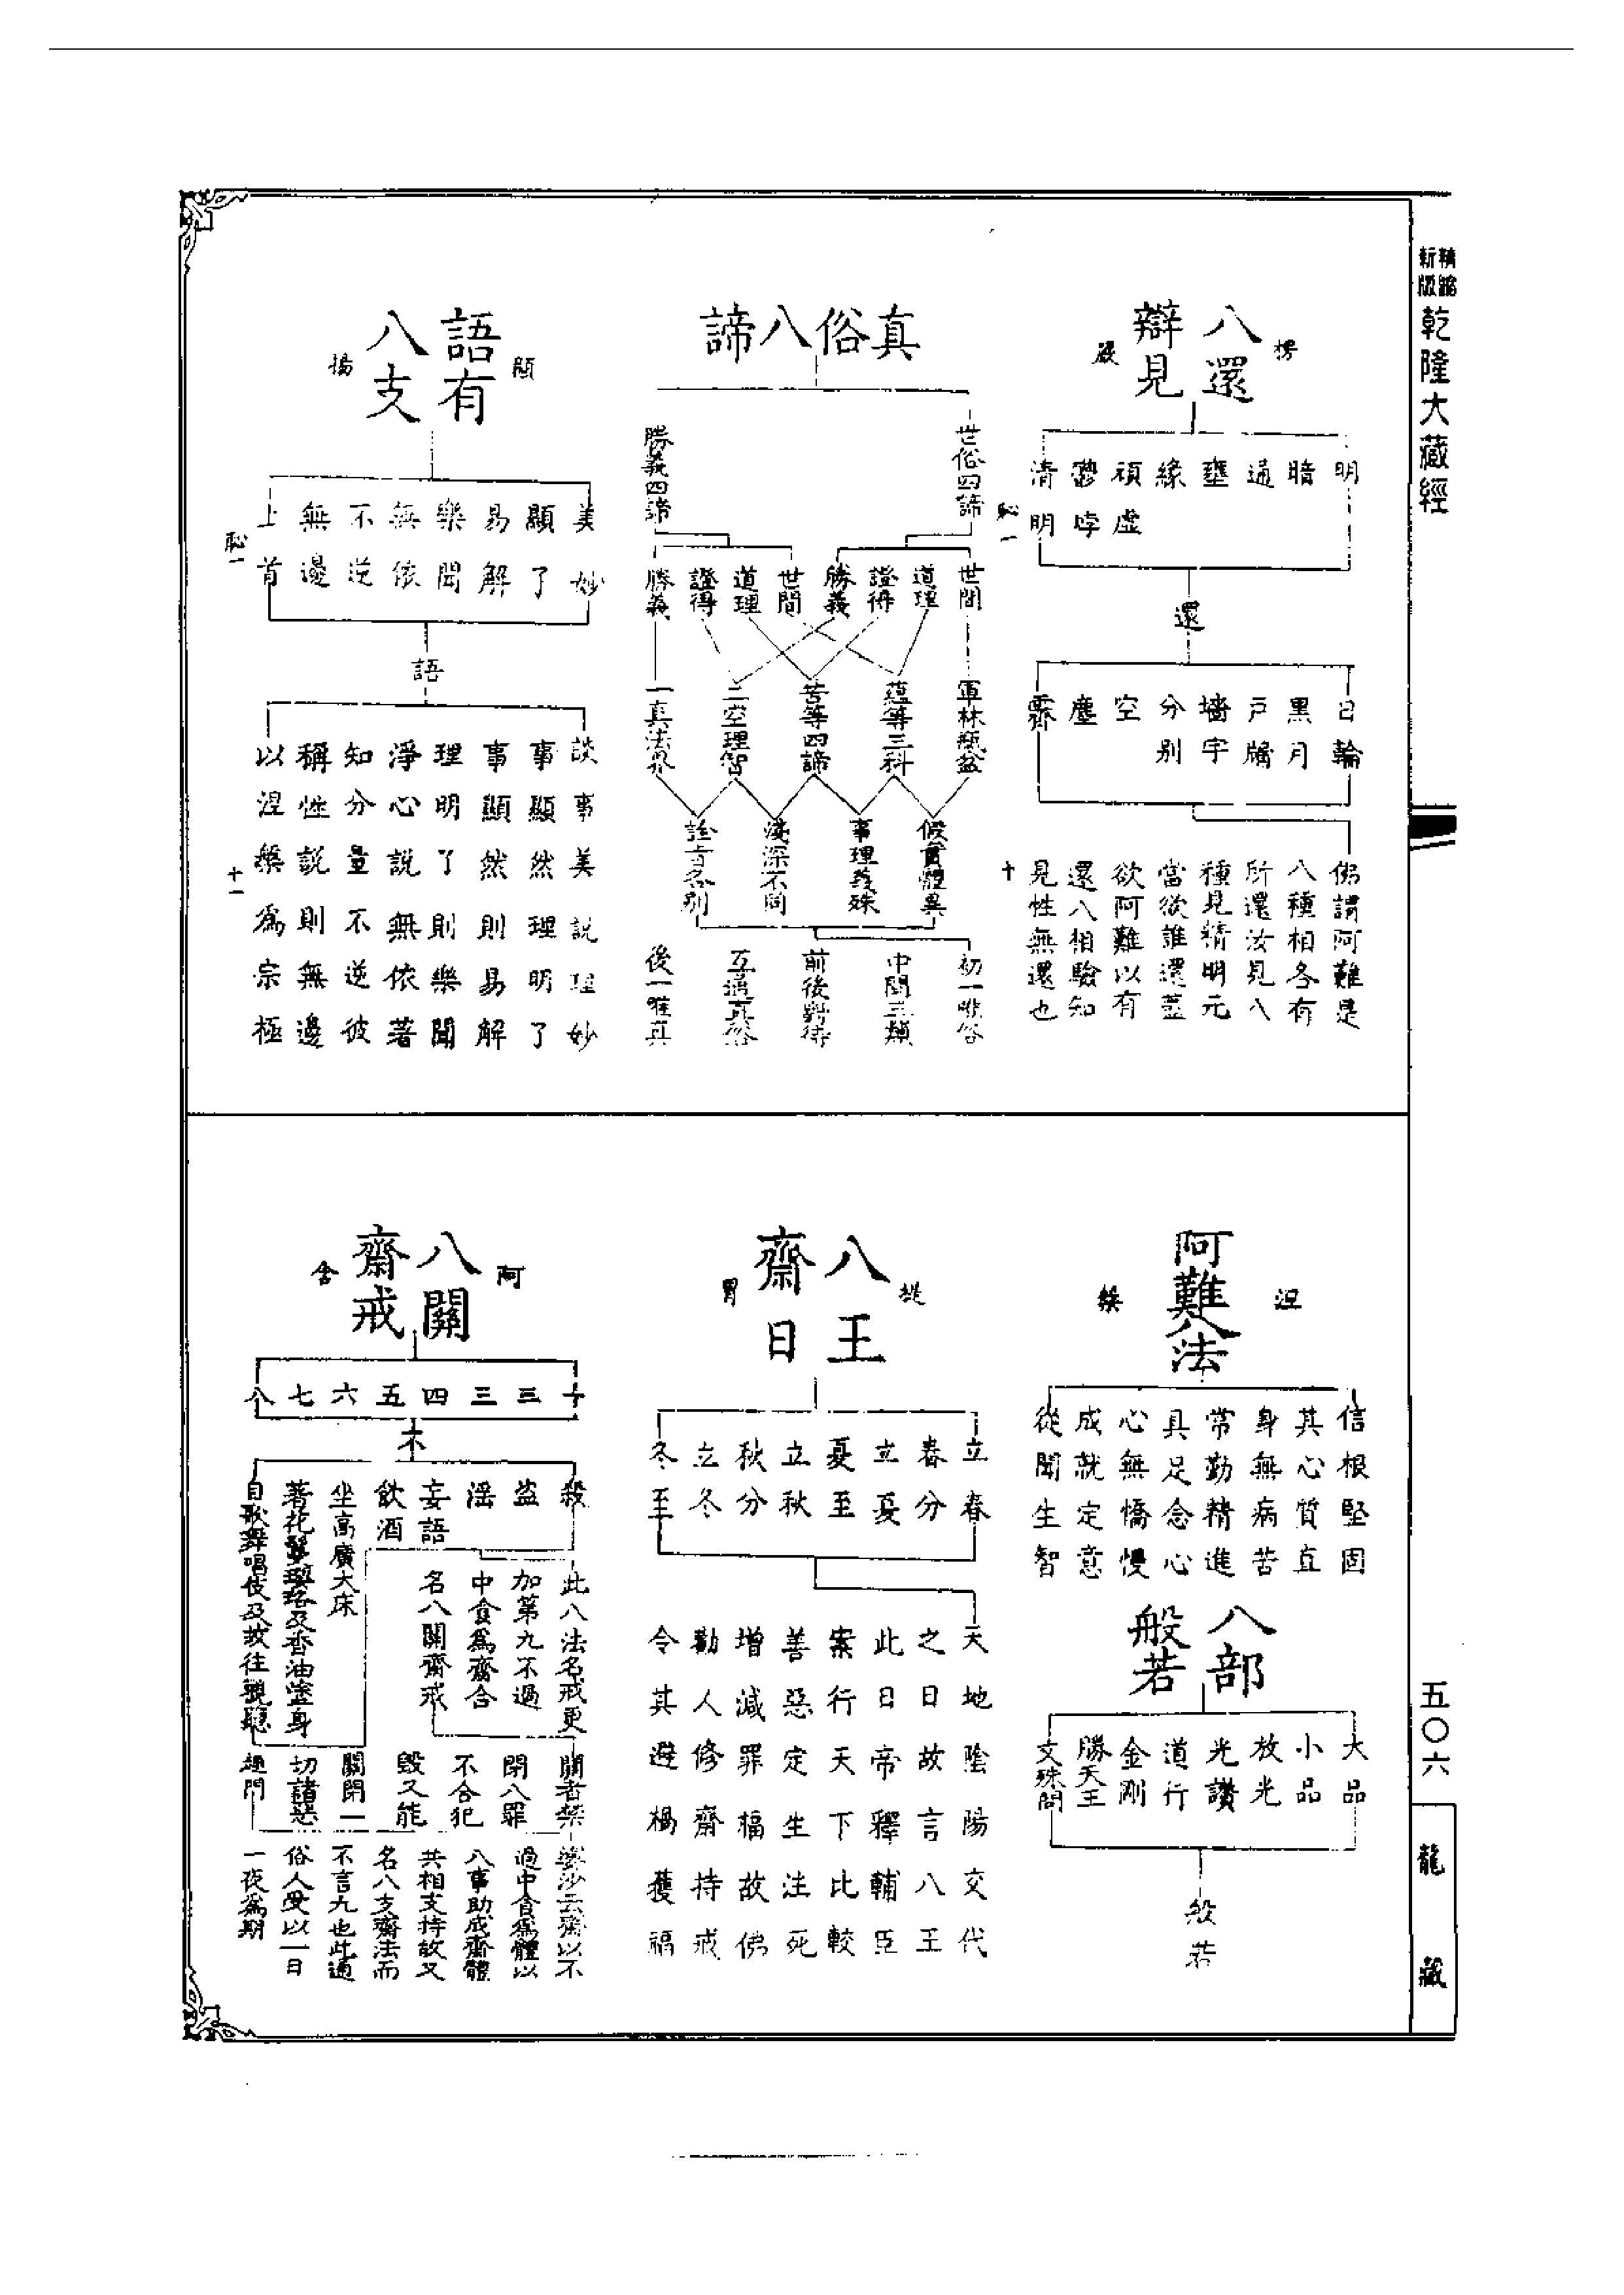 精縮新版
乾隆大藏經
八還辯見
楞嚴
明
暗
通
壅
緣
頑虛
鬱㘄
清明
還
日輪
黑月
戶牖
墻宇
分別
空
塵
霽
佛謂阿難是
八種相各有
所還汝見八
種見精明元
當欲誰還蓋
欲阿難以有
還八相驗知
見性無還也
恥一
十
真俗八諦
世俗四諦
勝義四諦
世間
道理
證得
勝義
世間
道理
證得
勝義
軍林瓶盆
蘊等三科
苦等四諦
二空理智
一真法界
假實體異
事理義殊
淺深不同
詮旨各別
初一唯俗
中間三類
前後對待
互通真俗
後一唯真
語有八支
顯揚
美妙
顯了
易解
樂聞
無依
不逆
無邊
上首
語
談事美說理妙
事顯然理明了
事顯然則易解
理明了則樂聞
淨心說無依著
知分量不逆彼
稱性說則無邊
以涅槃為宗極
恥一
十一
阿難八法
涅槃
信根堅固
其心質直
身無病苦
常勤精進
具足念心
心無憍慢
成就定意
從聞生智
八部般若
大品
小品
放光
光讚
道行
金剛
勝天王
文殊問
般若
八王齋日
提胃
立春
春分
立夏
夏至
立秋
秋分
立冬
冬至
天地陰陽交代
之日故言八王
此日帝釋輔臣
案行天下比較
善惡定生注死
增減罪福故佛
勸人修齋持戒
令其避禍獲福
八關齋戒
阿含
一
二
三
四
五
六
七
八
不
殺
盜
淫
妄語
飲酒
坐高廣大床
著花鬘瓔珞及香油塗身
自歌舞唱伎及故往觀聽
此八法名戒更
加第九不過
中食為齋合
名八關齋戒
關者禁
閉八罪
不合犯
毀又能
關閉一
切諸惡
趣門
婆沙云齋以不
過中食為體以
八事助成齋體
共相支持故又
名八支齋法而
不言九也此通
俗人受以一日
一夜為期
五〇六
龍藏